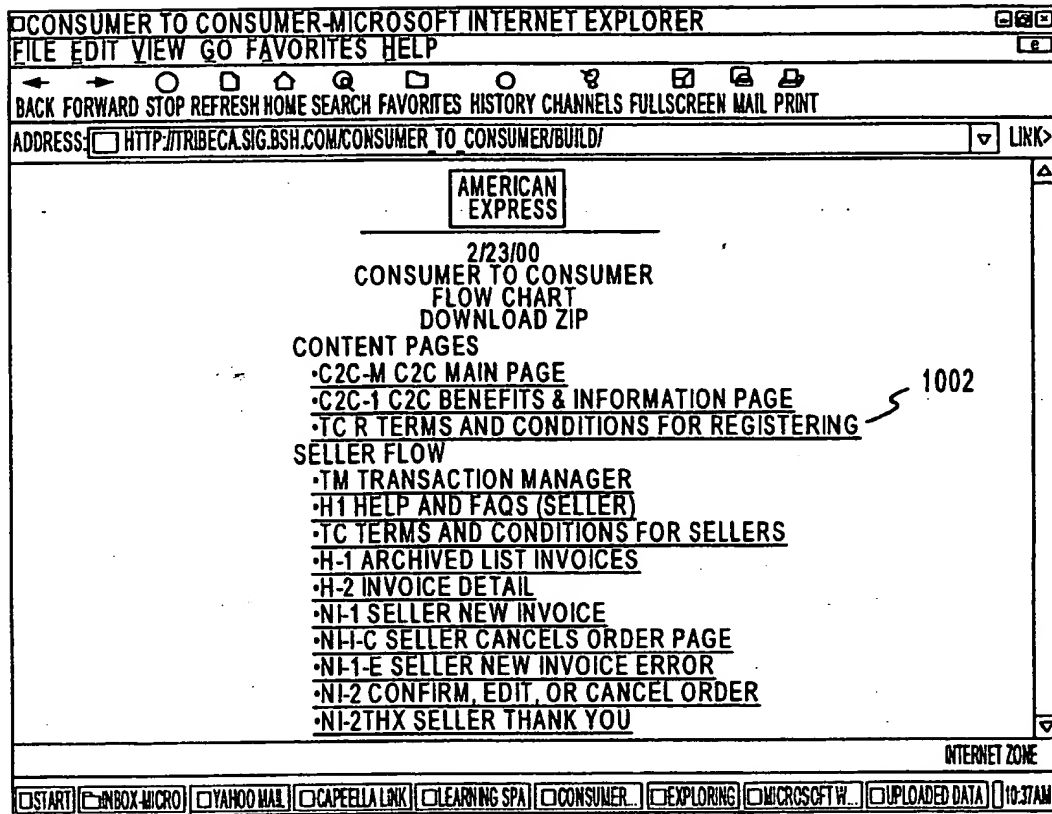 CONSUMER TO CONSUMER-MICROSOFT INTERNET EXPLORER
FILE EDIT VIEW GO FAVORITES HELP
e
BACK FORWARD STOP REFRESH HOME SEARCH FAVORITES HISTORY CHANNELS FULLSCREEN MAIL PRINT
ADDRESS: HTTP://TRIBECA.SIG.BSH.COM/CONSUMER_TO_CONSUMER/BUILD/ LINK>
AMERICAN
EXPRESS
2/23/00
CONSUMER TO CONSUMER
FLOW CHART
DOWNLOAD ZIP
CONTENT PAGES
•C2C-M C2C MAIN PAGE
•C2C-1 C2C BENEFITS & INFORMATION PAGE
1002
•TC R TERMS AND CONDITIONS FOR REGISTERING
SELLER FLOW
•TM TRANSACTION MANAGER
•H1 HELP AND FAQS (SELLER)
•TC TERMS AND CONDITIONS FOR SELLERS
•H-1 ARCHIVED LIST INVOICES
•H-2 INVOICE DETAIL
•NI-1 SELLER NEW INVOICE
•NI-I-C SELLER CANCELS ORDER PAGE
•NI-1-E SELLER NEW INVOICE ERROR
•NI-2 CONFIRM, EDIT, OR CANCEL ORDER
•NI-2THX SELLER THANK YOU
INTERNET ZONE
START INBOX-MICRO YAHOO MAIL CAPEELLA LINK LEARNING SPA CONSUMER... EXPLORING MICROSCFT W... UPLOADED DATA 10:37AM